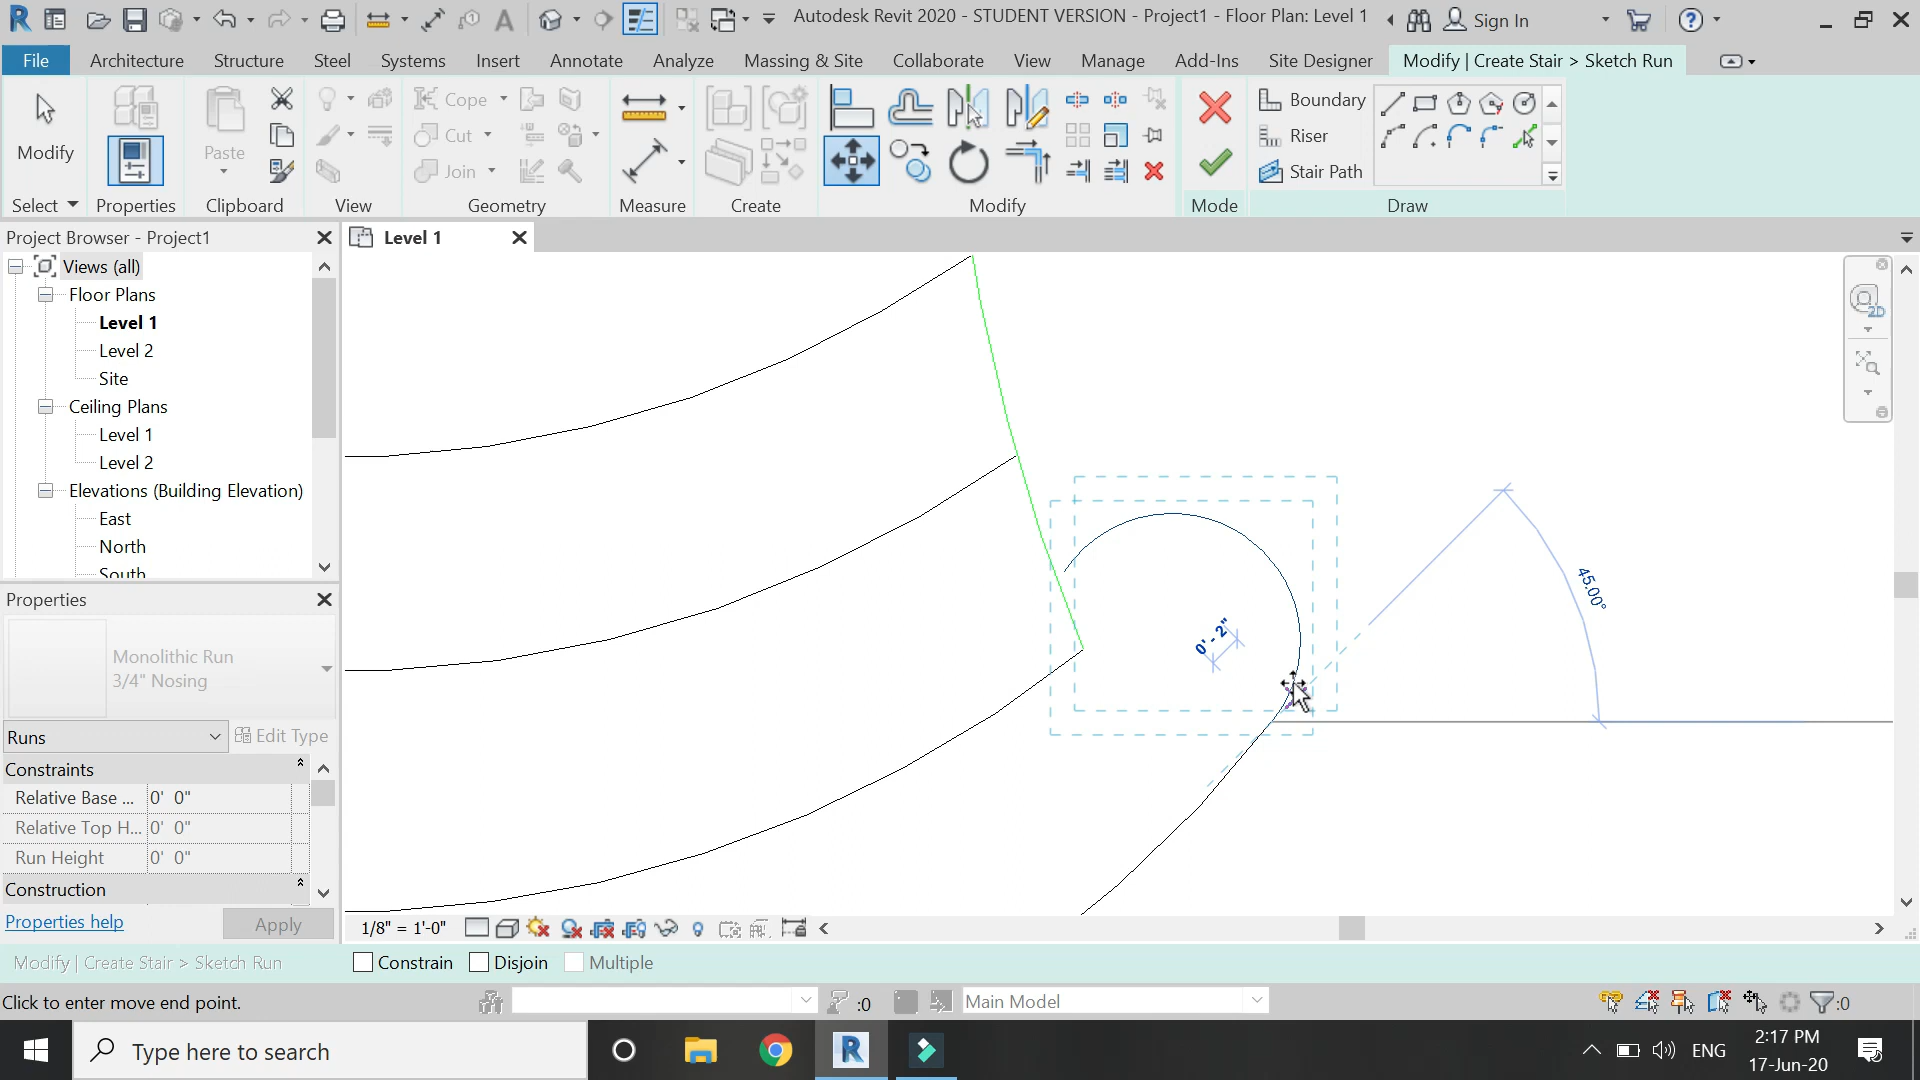 Autodesk Revit 2020 - STUDENT VERSION - Project1 - Floor Plan: Level 1
Sign In
File Architecture Structure Steel Systems Insert Annotate Analyze Massing & Site Collaborate View Manage Add-Ins Site Designer Modify | Create Stair > Sketch Run
Modify
Paste
Cope
Cut
Join
Boundary
Riser
Stair Path
Select Properties Clipboard View Geometry Measure Create Modify Mode Draw
Project Browser - Project1
Level 1
Views (all)
Floor Plans
Level 1
Level 2
Site
Ceiling Plans
Level 1
Level 2
Elevations (Building Elevation)
East
North
South
Properties
Monolithic Run
3/4" Nosing
Runs
Edit Type
Constraints
Relative Base ... 0' 0"
Relative Top H... 0' 0"
Run Height 0' 0"
Construction
Properties help
Apply
2D
0' - 2"
45.00°
1/8" = 1'-0"
Modify | Create Stair > Sketch Run
Constrain
Disjoin
Multiple
Click to enter move end point.
:0
Main Model
:0
Type here to search
ENG
2:17 PM
17-Jun-20